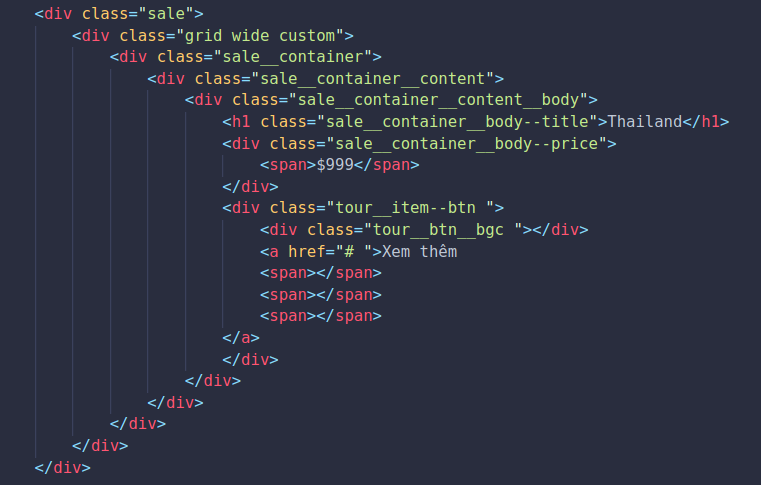 <div class="sale">
<div class="grid wide custom">
<div class="sale__container">
<div class="sale__container__content">
<div class="sale__container__content__body">
<h1 class="sale__container__body--title">Thailand</h1>
<div class="sale__container__body--price">
<span>$999</span>
</div>
<div class="tour__item--btn ">
<div class="tour__btn__bgc "></div>
<a href="# ">Xem thêm
<span></span>
<span></span>
<span></span>
</a>
</div>
</div>
</div>
</div>
</div>
</div>